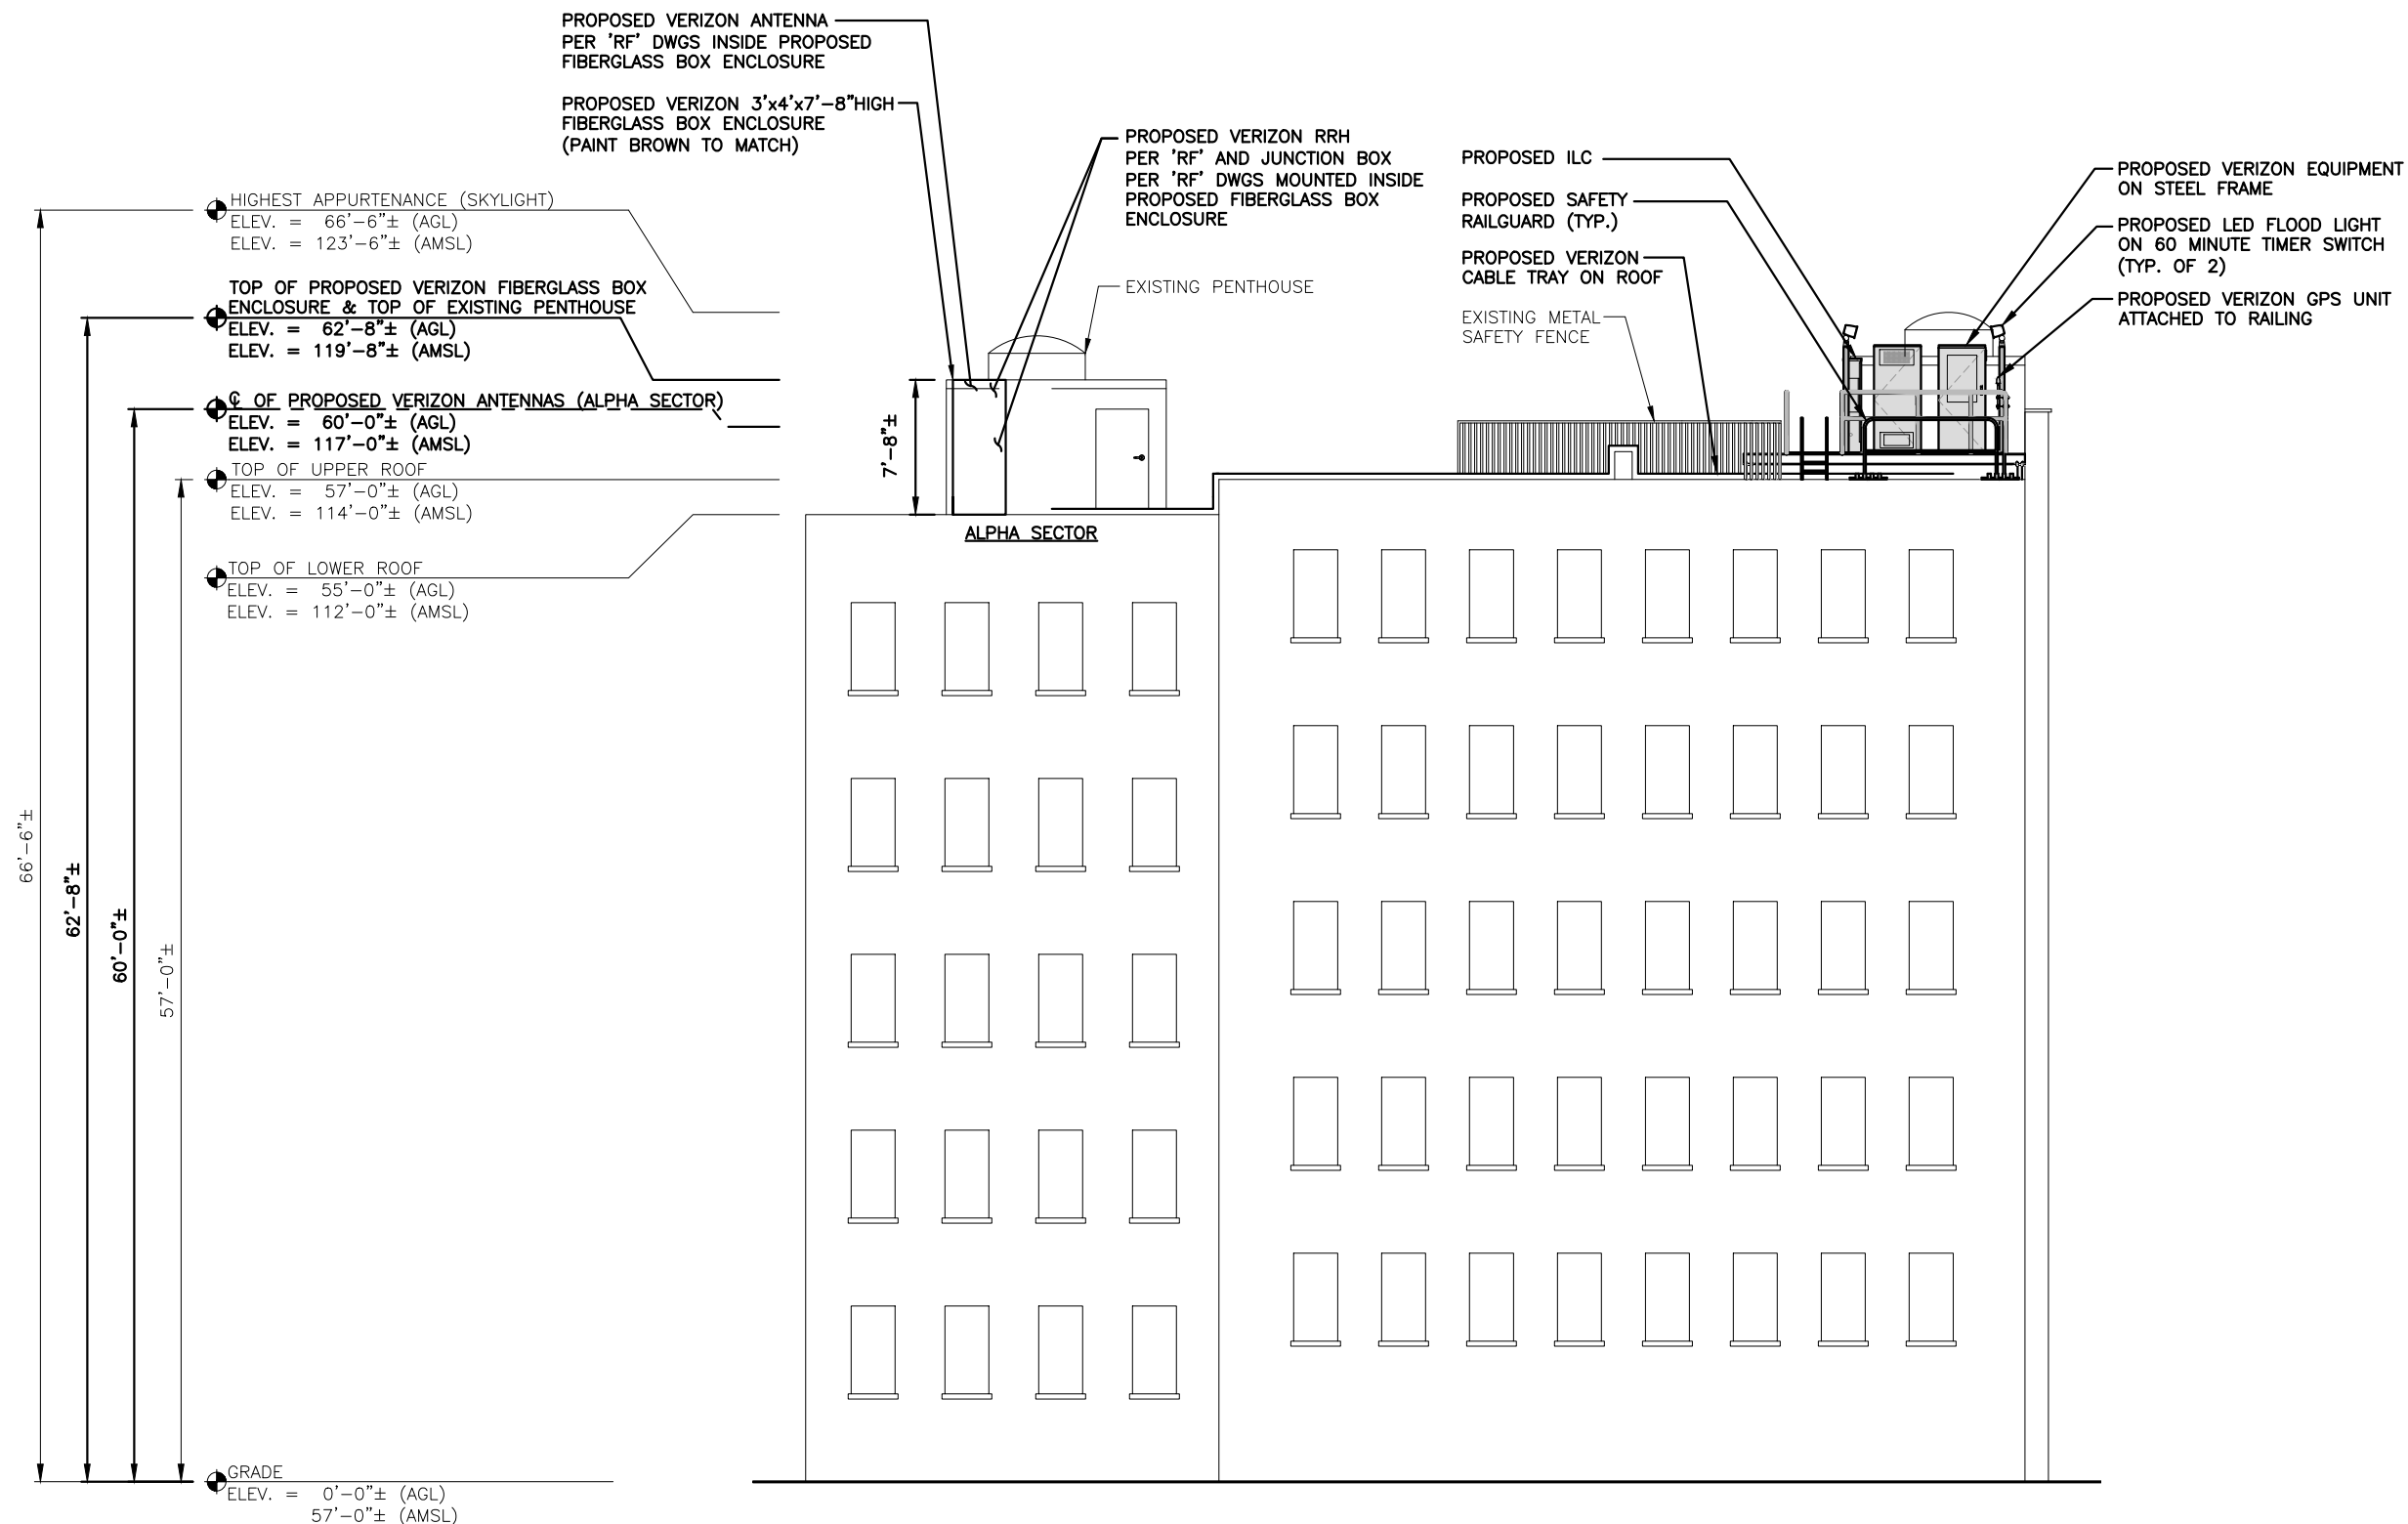 PROPOSED VERIZON ANTENNA
PER 'RF' DWGS INSIDE PROPOSED
FIBERGLASS BOX ENCLOSURE
PROPOSED VERIZON 3'x4'x7'-8"HIGH
FIBERGLASS BOX ENCLOSURE
(PAINT BROWN TO MATCH)
PROPOSED VERIZON RRH
PER 'RF' AND JUNCTION BOX
PER 'RF' DWGS MOUNTED INSIDE
PROPOSED FIBERGLASS BOX
ENCLOSURE
EXISTING PENTHOUSE
PROPOSED ILC
PROPOSED SAFETY
RAILGUARD (TYP.)
PROPOSED VERIZON
CABLE TRAY ON ROOF
EXISTING METAL
SAFETY FENCE
PROPOSED VERIZON EQUIPMENT
ON STEEL FRAME
PROPOSED LED FLOOD LIGHT
ON 60 MINUTE TIMER SWITCH
(TYP. OF 2)
PROPOSED VERIZON GPS UNIT
ATTACHED TO RAILING
HIGHEST APPURTENANCE (SKYLIGHT)
ELEV. = 66'-6"± (AGL)
ELEV. = 123'-6"± (AMSL)
TOP OF PROPOSED VERIZON FIBERGLASS BOX
ENCLOSURE & TOP OF EXISTING PENTHOUSE
ELEV. = 62'-8"± (AGL)
ELEV. = 119'-8"± (AMSL)
℄ OF PROPOSED VERIZON ANTENNAS (ALPHA SECTOR)
ELEV. = 60'-0"± (AGL)
ELEV. = 117'-0"± (AMSL)
TOP OF UPPER ROOF
ELEV. = 57'-0"± (AGL)
ELEV. = 114'-0"± (AMSL)
TOP OF LOWER ROOF
ELEV. = 55'-0"± (AGL)
ELEV. = 112'-0"± (AMSL)
7'-8"±
ALPHA SECTOR
66'-6"±
62'-8"±
60'-0"±
57'-0"±
GRADE
ELEV. = 0'-0"± (AGL)
57'-0"± (AMSL)